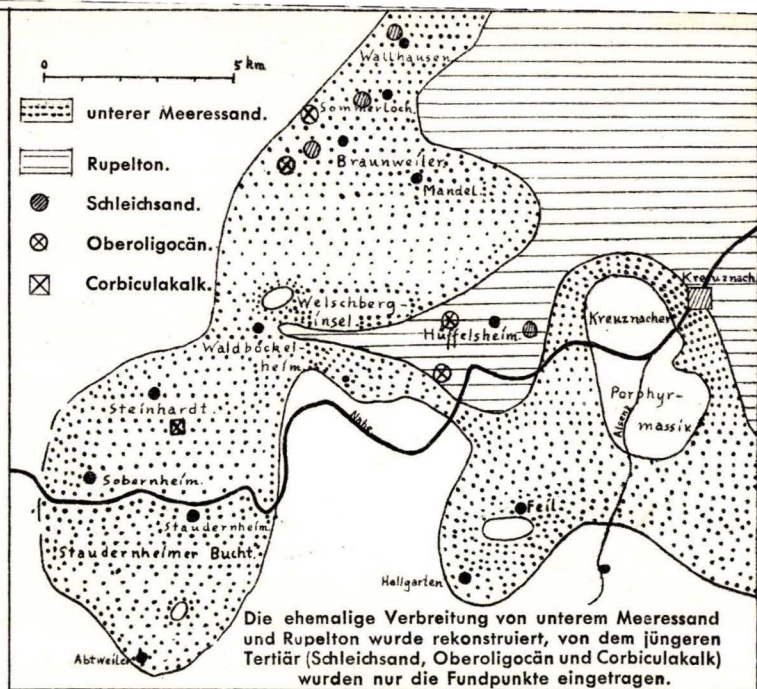 0 5 km
unterer Meeressand.
Rupelton.
Schleichsand.
Oberoligocän.
Corbiculakalk.
Wallhausen
Sommerloch.
Braunweiler.
Mandel.
Welschberg-
insel.
Waldböckel-
heim.
Hüffelsheim.
Kreuznach.
Kreuznacher
Porphyr-
massiv
Alsenz
Nahe
Steinhardt.
Sobernheim.
Staudernheim.
Staudernheimer Bucht.
Abtweiler
Feil.
Hallgarten
Die ehemalige Verbreitung von unterem Meeressand
und Rupelton wurde rekonstruiert, von dem jüngeren
Tertiär (Schleichsand, Oberoligocän und Corbiculakalk)
wurden nur die Fundpunkte eingetragen.